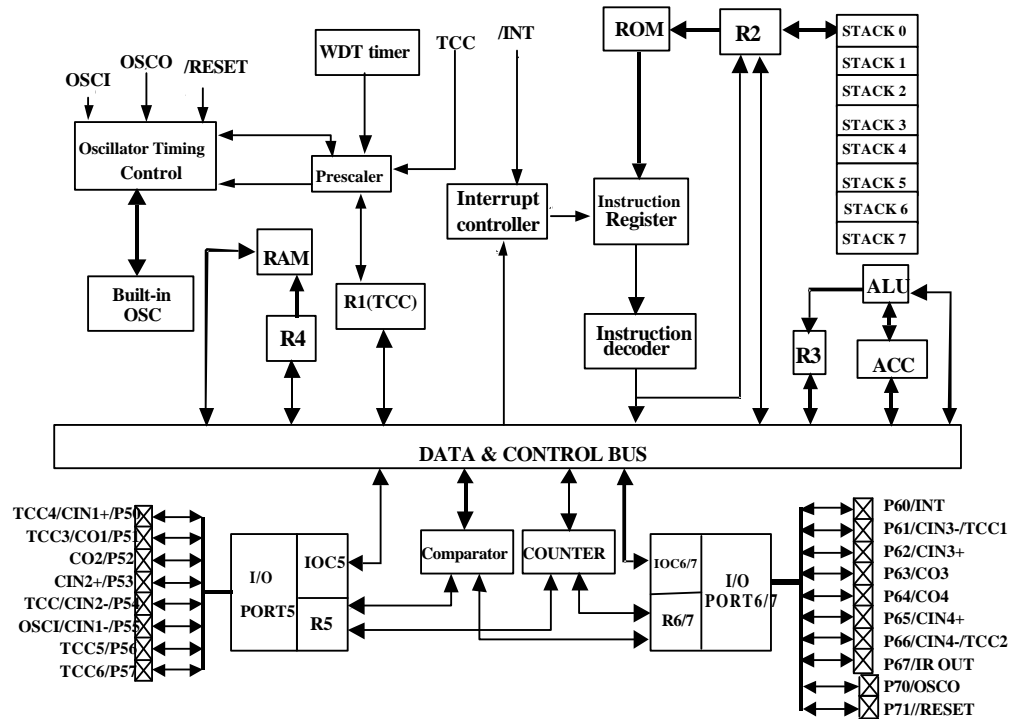 OSCI
OSCO
/RESET
WDT timer
TCC
/INT
ROM
R2
STACK 0
STACK 1
STACK 2
STACK 3
STACK 4
STACK 5
STACK 6
STACK 7
Oscillator Timing
Control
Prescaler
Interrupt
controller
Instruction
Register
RAM
Built-in
OSC
R1(TCC)
R4
Instruction
decoder
ALU
R3
ACC
DATA & CONTROL BUS
TCC4/CIN1+/P50
TCC3/CO1/P51
CO2/P52
CIN2+/P53
TCC/CIN2-/P54
OSCI/CIN1-/P55
TCC5/P56
TCC6/P57
I/O
PORT5
IOC5
R5
Comparator
COUNTER
IOC6/7
R6/7
I/O
PORT6/7
P60/INT
P61/CIN3-/TCC1
P62/CIN3+
P63/CO3
P64/CO4
P65/CIN4+
P66/CIN4-/TCC2
P67/IR OUT
P70/OSCO
P71//RESET